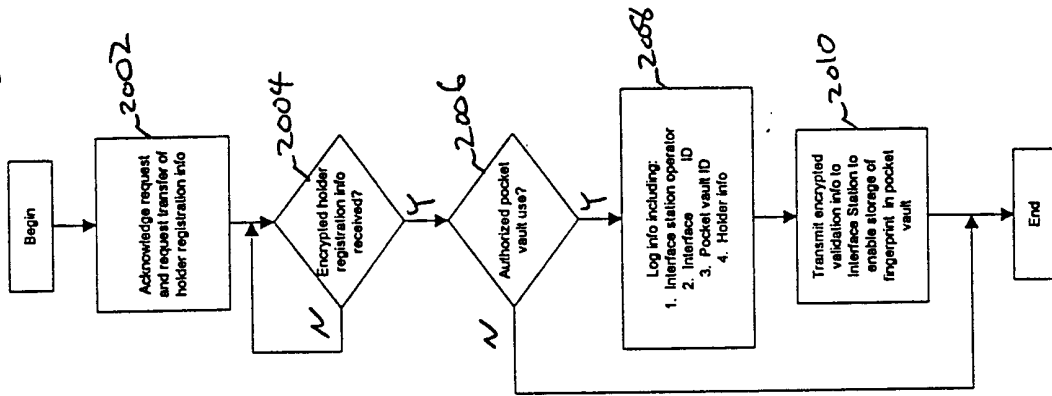 Begin
2002
Acknowledge request
and request transfer of
holder registration info
2004
Encrypted holder
registration info
received?
N
Y
2006
Authorized pocket
vault use?
N
Y
2008
Log info including:
1. Interface station operator
2. Interface ID
3. Pocket vault ID
4. Holder info
2010
Transmit encrypted
validation info to
Interface Station to
enable storage of
fingerprint in pocket
vault
End